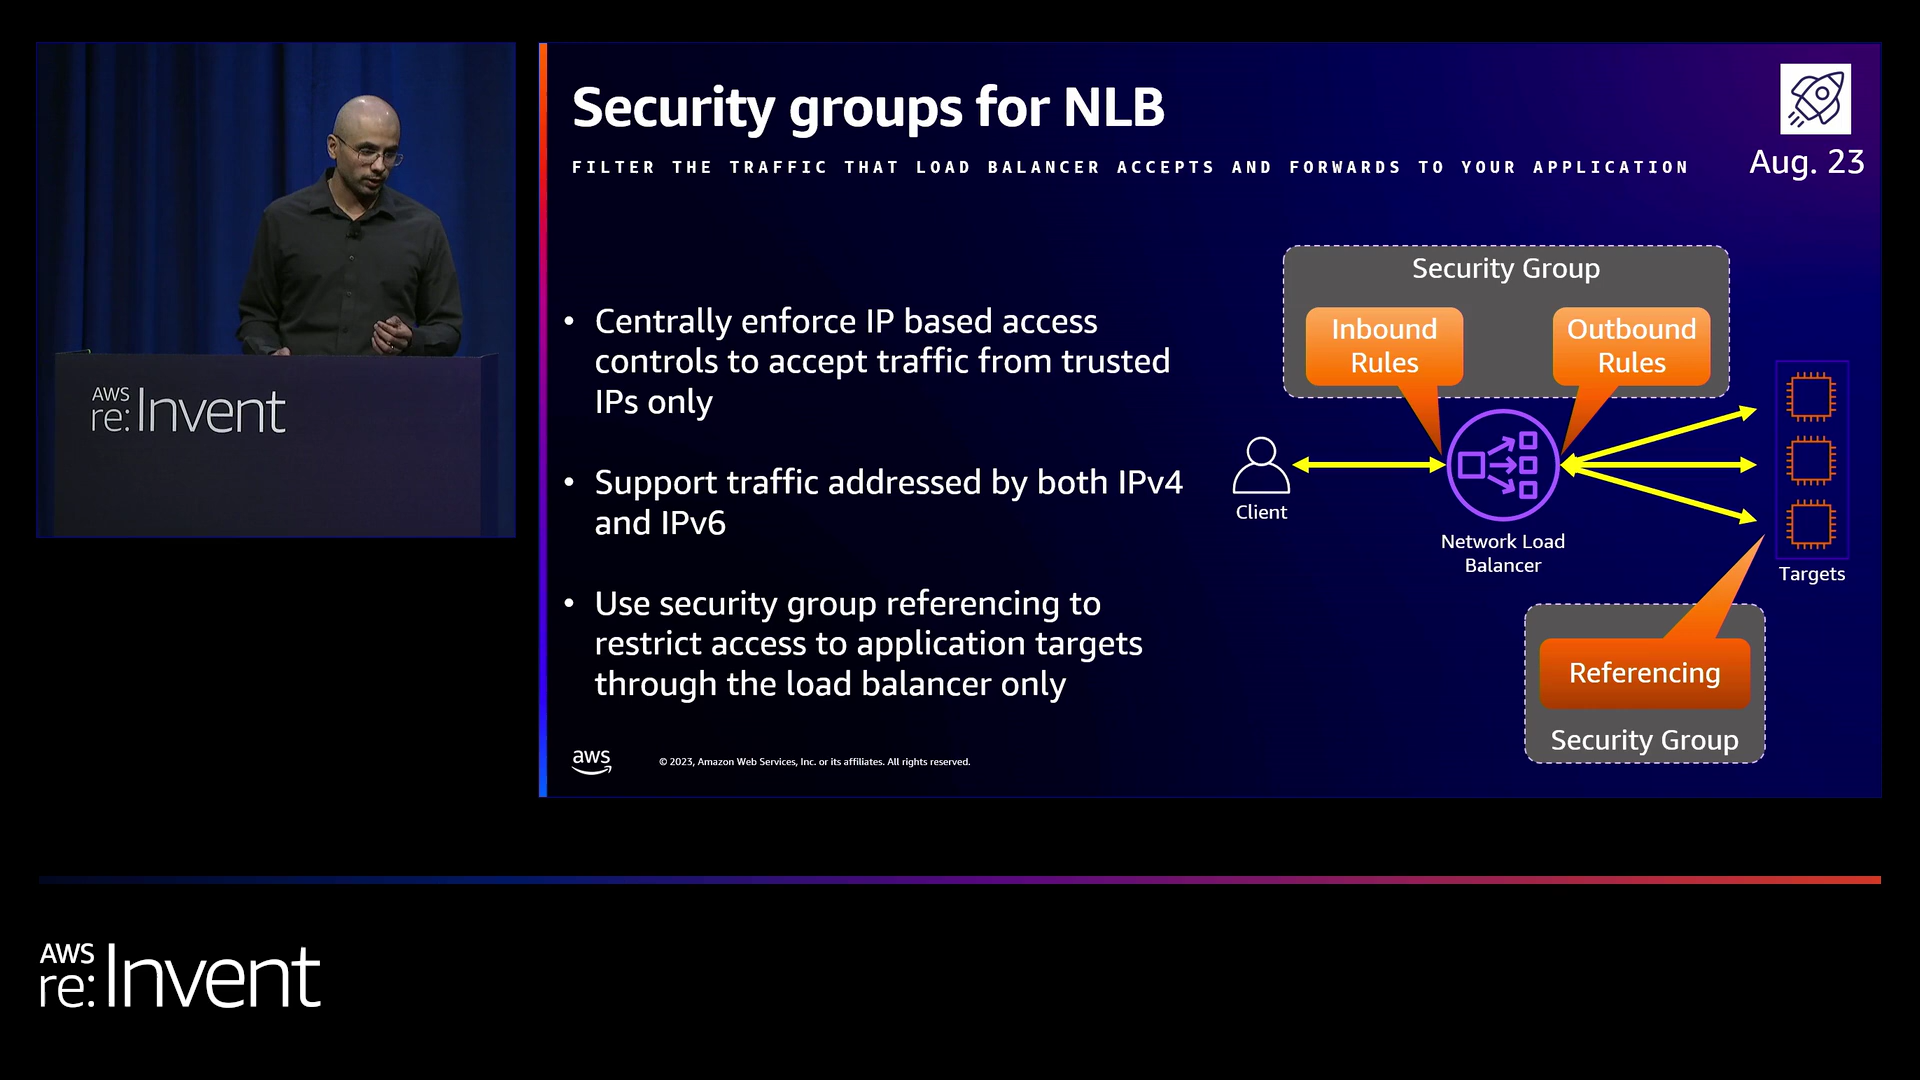 AWS
re:Invent
Security groups for NLB
FILTER THE TRAFFIC THAT LOAD BALANCER ACCEPTS AND FORWARDS TO YOUR APPLICATION
Aug. 23
• Centrally enforce IP based access
controls to accept traffic from trusted
IPs only
• Support traffic addressed by both IPv4
and IPv6
• Use security group referencing to
restrict access to application targets
through the load balancer only
Security Group
Inbound
Rules
Outbound
Rules
Client
Network Load
Balancer
Targets
Referencing
Security Group
aws
© 2023, Amazon Web Services, Inc. or its affiliates. All rights reserved.
AWS
re:Invent